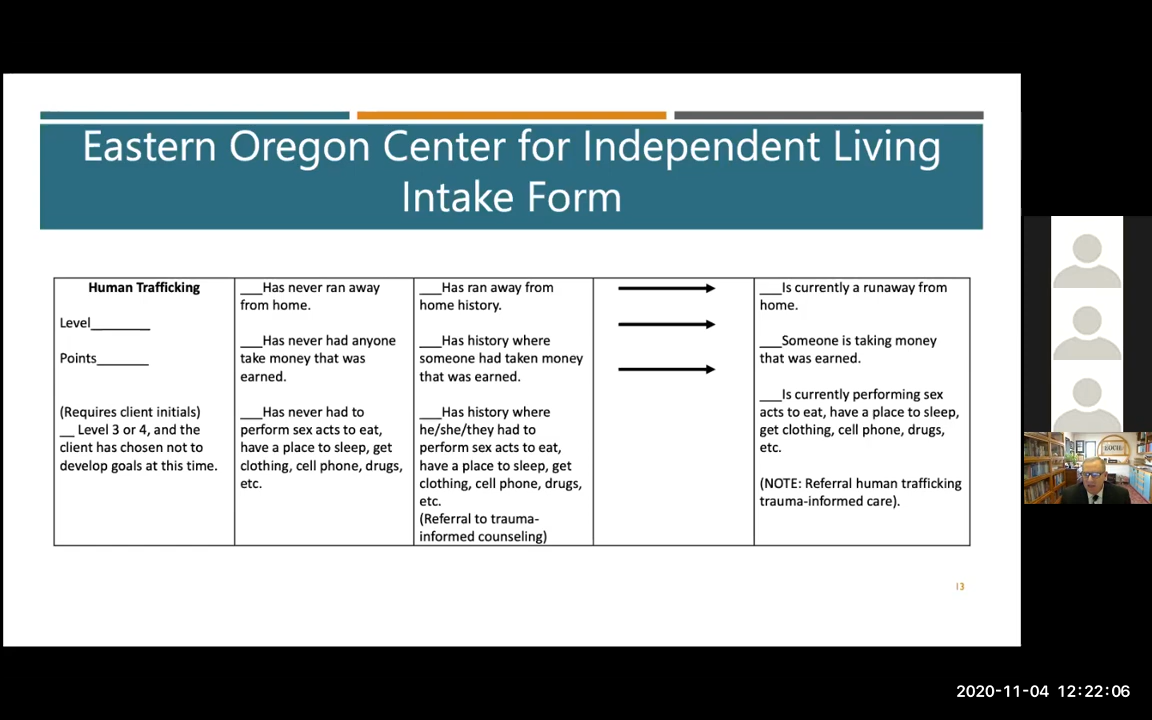 Eastern Oregon Center for Independent Living
Intake Form
Human Trafficking
Level________
Points_______
(Requires client initials)
__ Level 3 or 4, and the
client has chosen not to
develop goals at this time.
___Has never ran away
from home.
___Has never had anyone
take money that was
earned.
___Has never had to
perform sex acts to eat,
have a place to sleep, get
clothing, cell phone, drugs,
etc.
___Has ran away from
home history.
___Has history where
someone had taken money
that was earned.
___Has history where
he/she/they had to
perform sex acts to eat,
have a place to sleep, get
clothing, cell phone, drugs,
etc.
(Referral to trauma-
informed counseling)
___Is currently a runaway from
home.
___Someone is taking money
that was earned.
___Is currently performing sex
acts to eat, have a place to sleep,
get clothing, cell phone, drugs,
etc.
(NOTE: Referral human trafficking
trauma-informed care).
13
EOCIL
2020-11-04 12:22:06